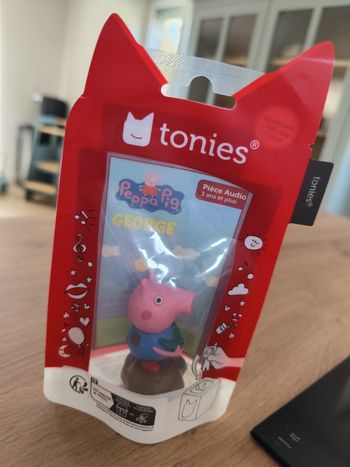 tonies®
tonies®
Peppa Pig
Pièce Audio
3 ans et plus
GEORGE